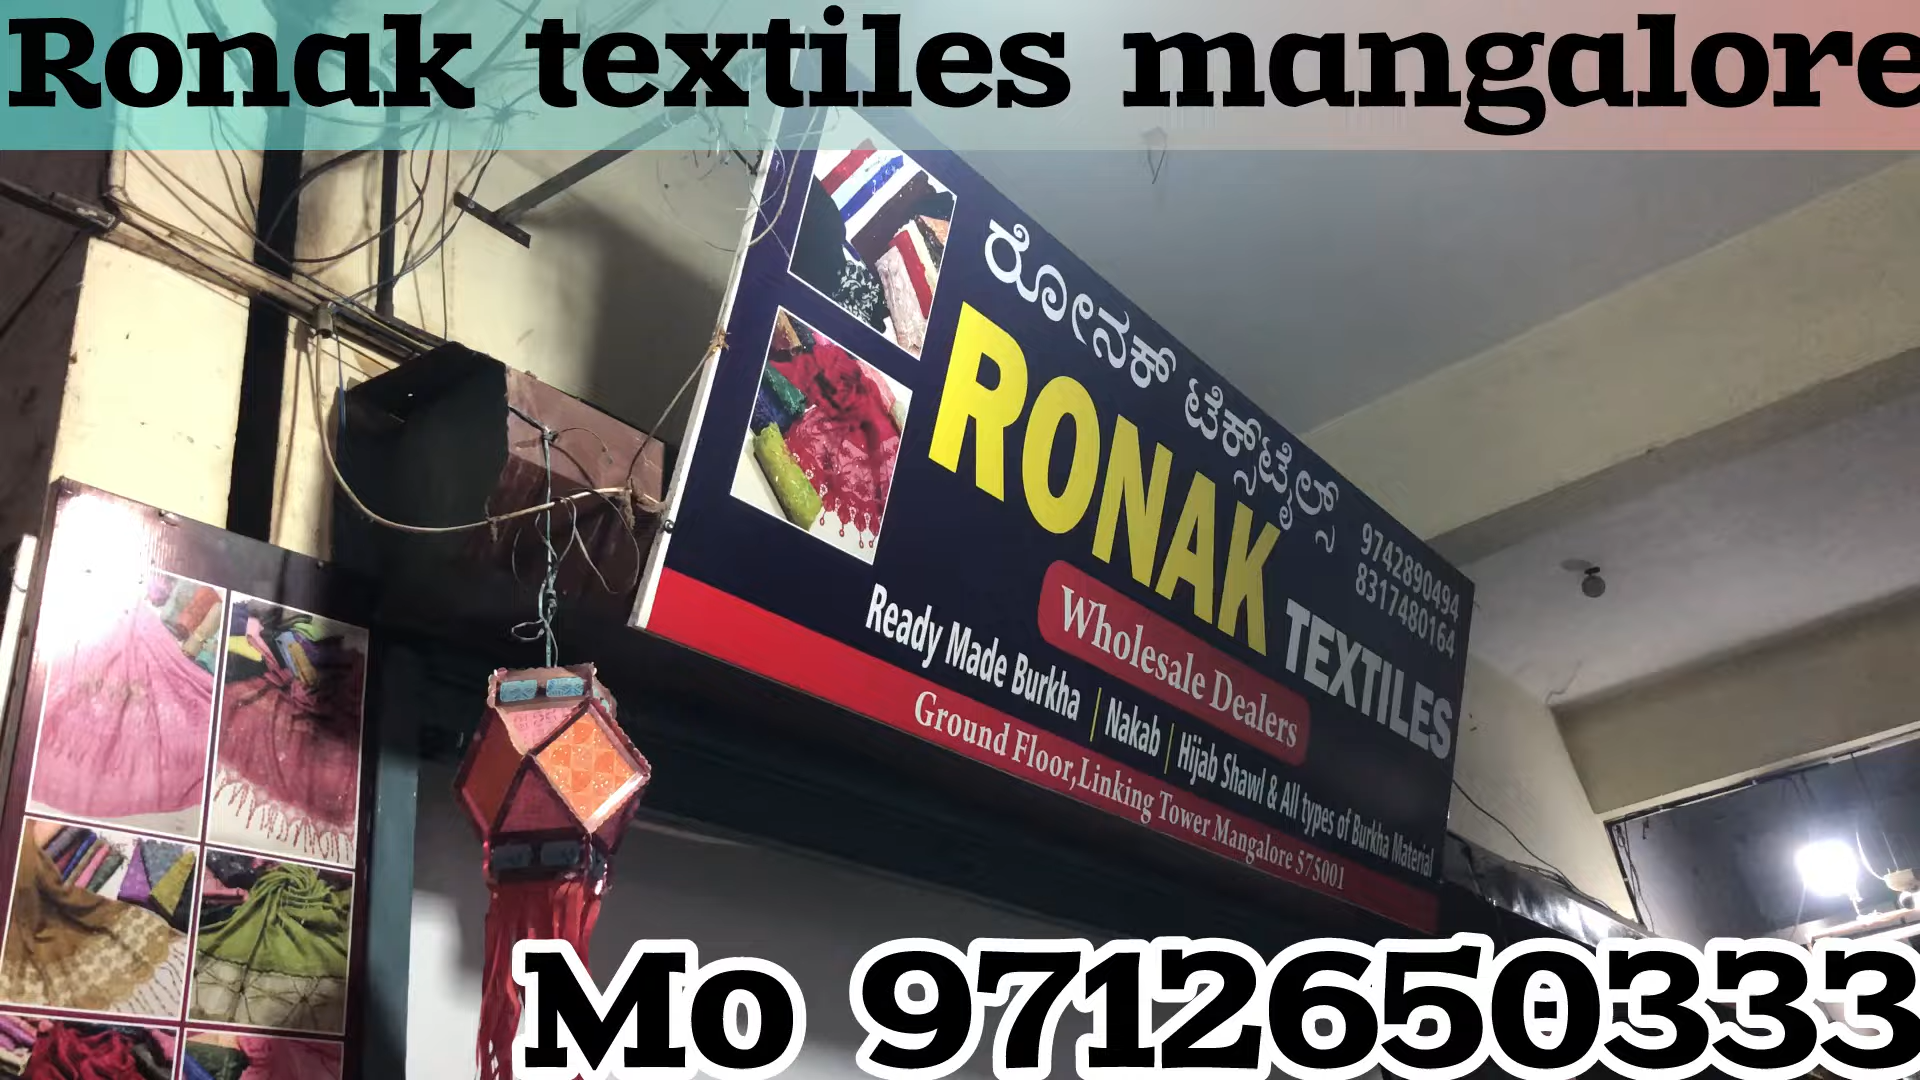 Ronak textiles mangalore
ರೋನಕ್ ಟೆಕ್ಸ್‌ಟೈಲ್ಸ್
9742890494
8317480164
RONAK TEXTILES
Wholesale Dealers
Ready Made Burkha | Nakab | Hijab Shawl & All types of Burkha Material
Ground Floor,Linking Tower Mangalore 575001
Mo 9712650333